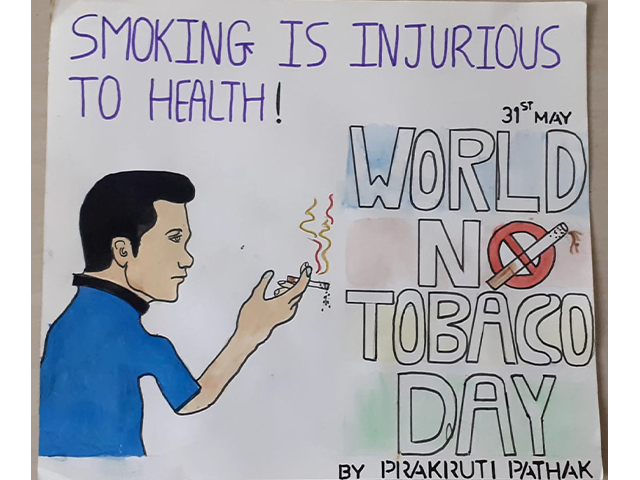 SMOKING IS INJURIOUS
TO HEALTH!
31ST MAY
WORLD
NO
TOBACCO
DAY
BY PRAKRUTI PATHAK